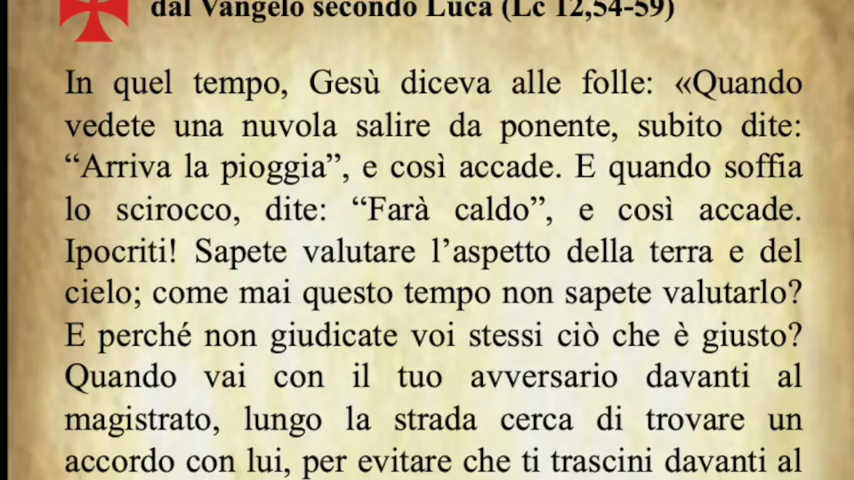 dal Vangelo secondo Luca (Lc 12,54-59)
In quel tempo, Gesù diceva alle folle: «Quando
vedete una nuvola salire da ponente, subito dite:
“Arriva la pioggia”, e così accade. E quando soffia
lo scirocco, dite: “Farà caldo”, e così accade.
Ipocriti! Sapete valutare l’aspetto della terra e del
cielo; come mai questo tempo non sapete valutarlo?
E perché non giudicate voi stessi ciò che è giusto?
Quando vai con il tuo avversario davanti al
magistrato, lungo la strada cerca di trovare un
accordo con lui, per evitare che ti trascini davanti al